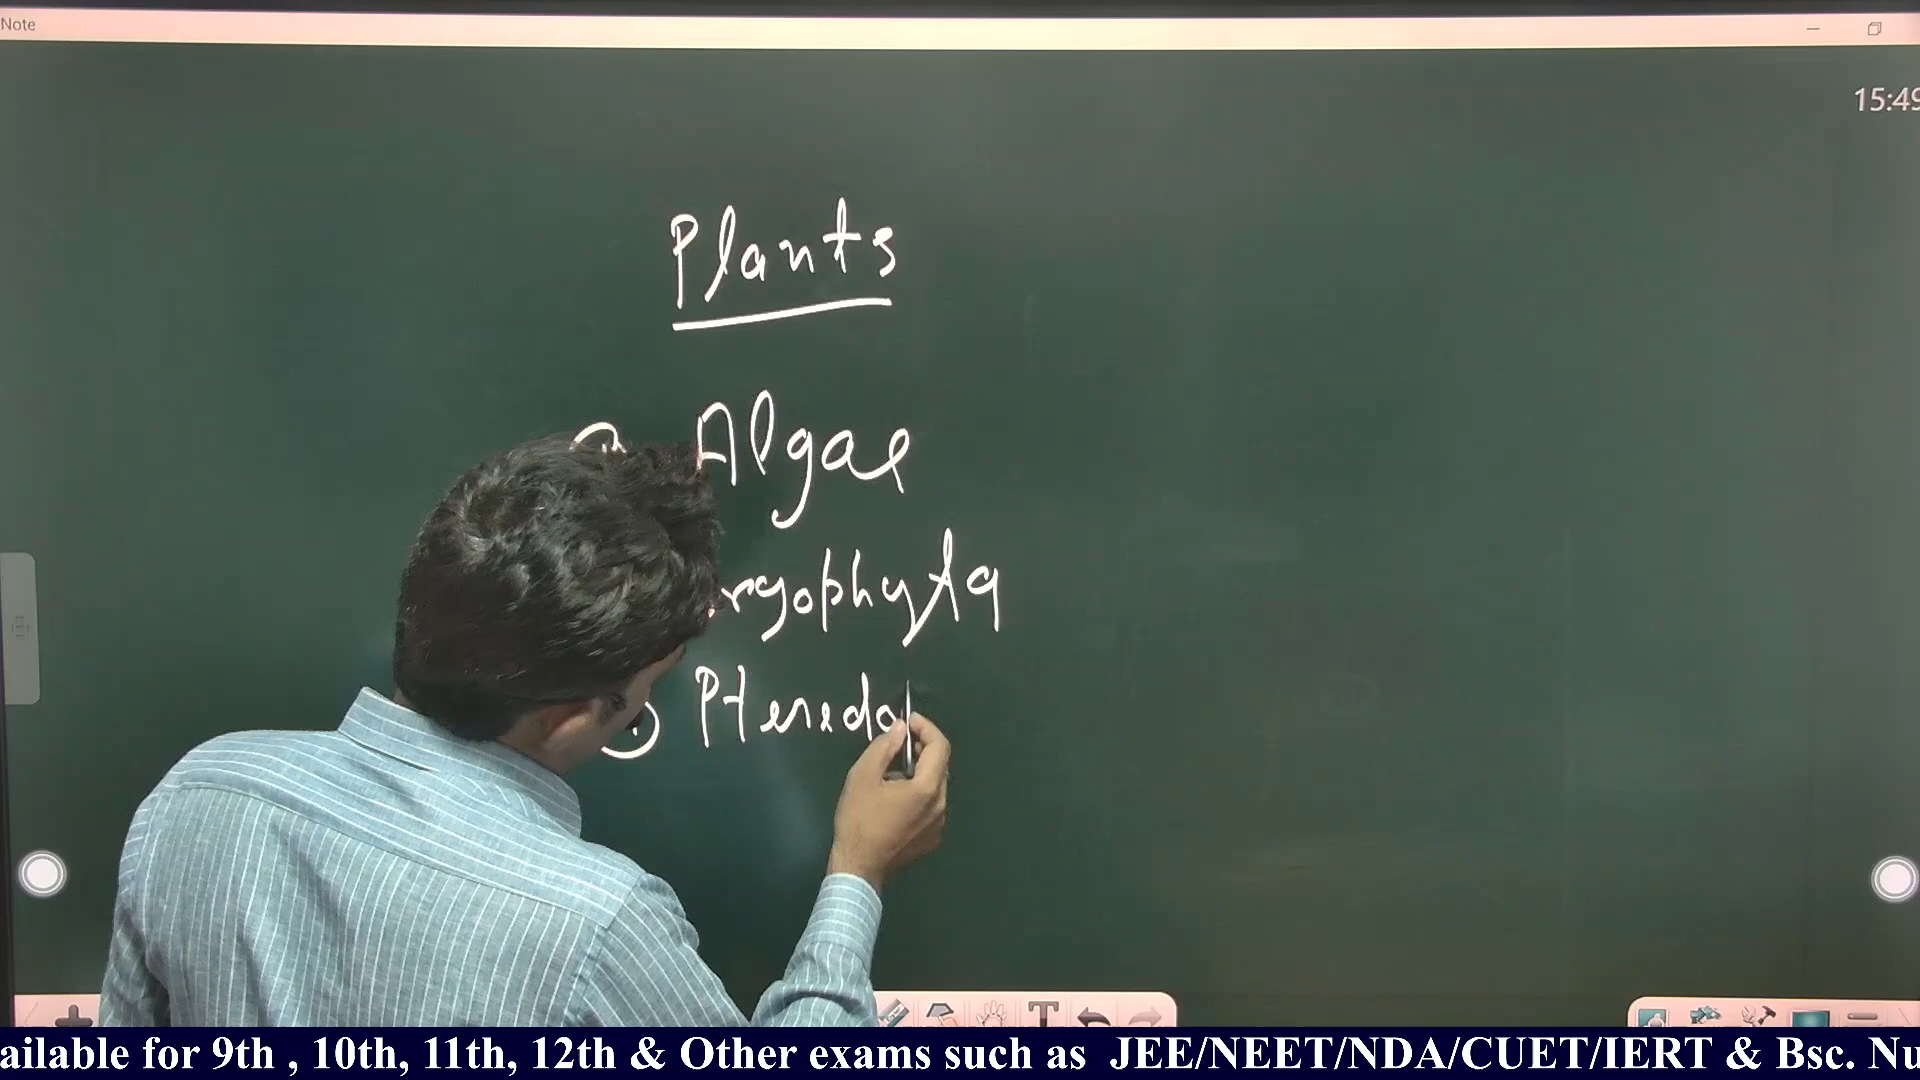 Note
15:49
Plants
Algae
ryophyta
Pteredop
T
ailable for 9th , 10th, 11th, 12th & Other exams such as JEE/NEET/NDA/CUET/IERT & Bsc. Nu